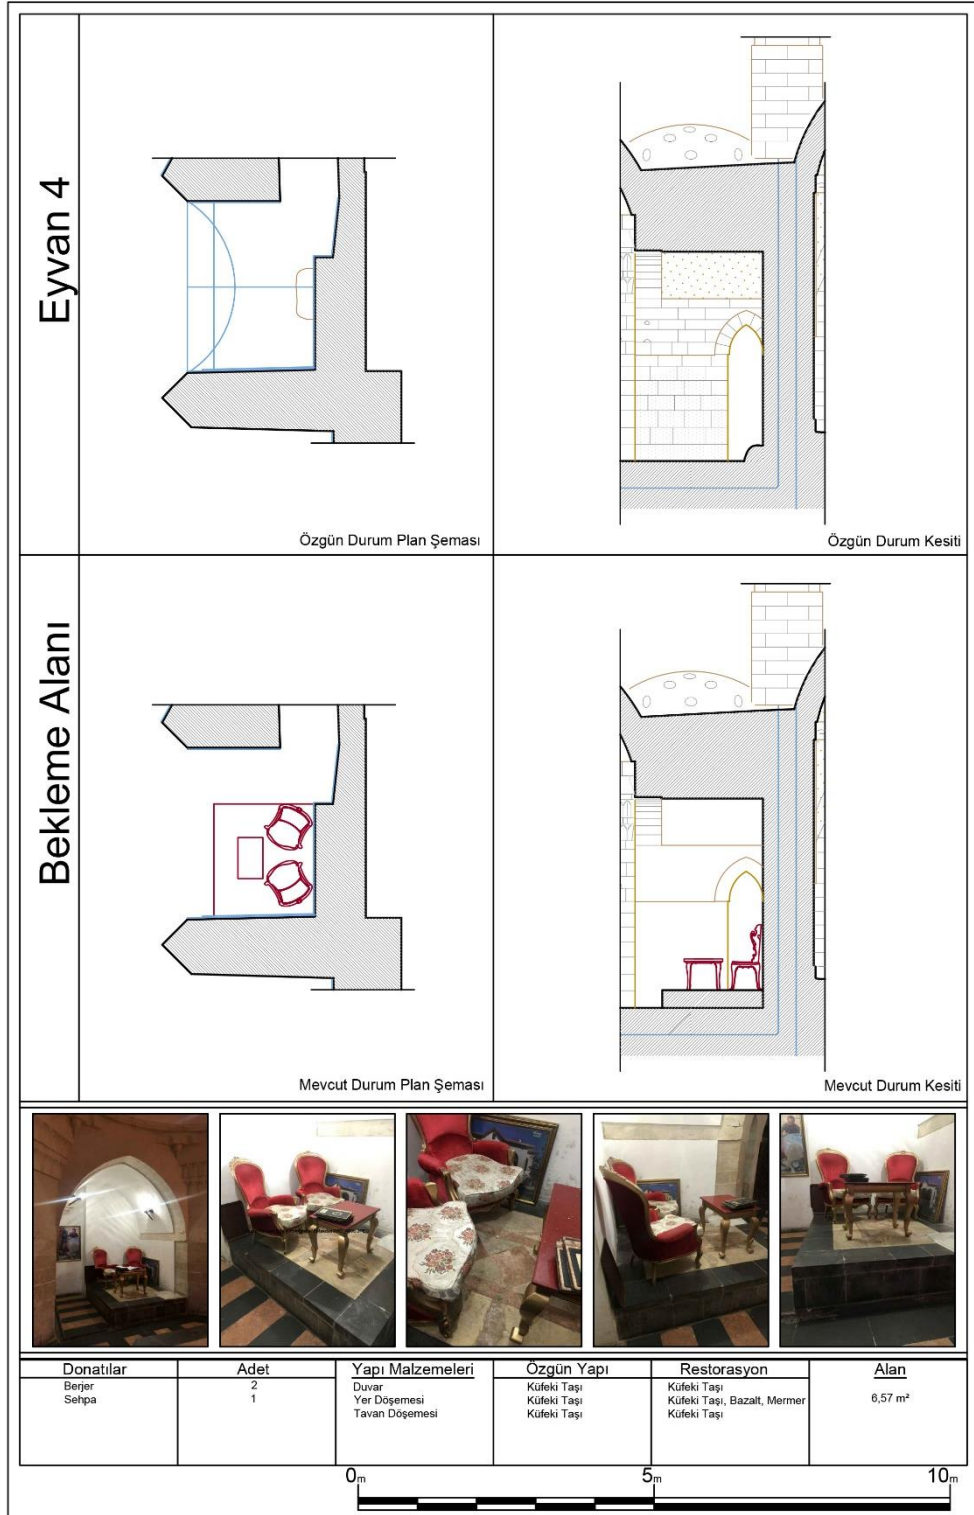 Eyvan 4
Özgün Durum Plan Şeması
Özgün Durum Kesiti
Bekleme Alanı
Mevcut Durum Plan Şeması
Mevcut Durum Kesiti
Donatılar Adet Yapı Malzemeleri Özgün Yapı Restorasyon Alan
Berjer 2 Duvar Küfeki Taşı Küfeki Taşı
Sehpa 1 Yer Döşemesi Küfeki Taşı Küfeki Taşı, Bazalt, Mermer 6,57 m²
Tavan Döşemesi Küfeki Taşı Küfeki Taşı
0m 5m 10m